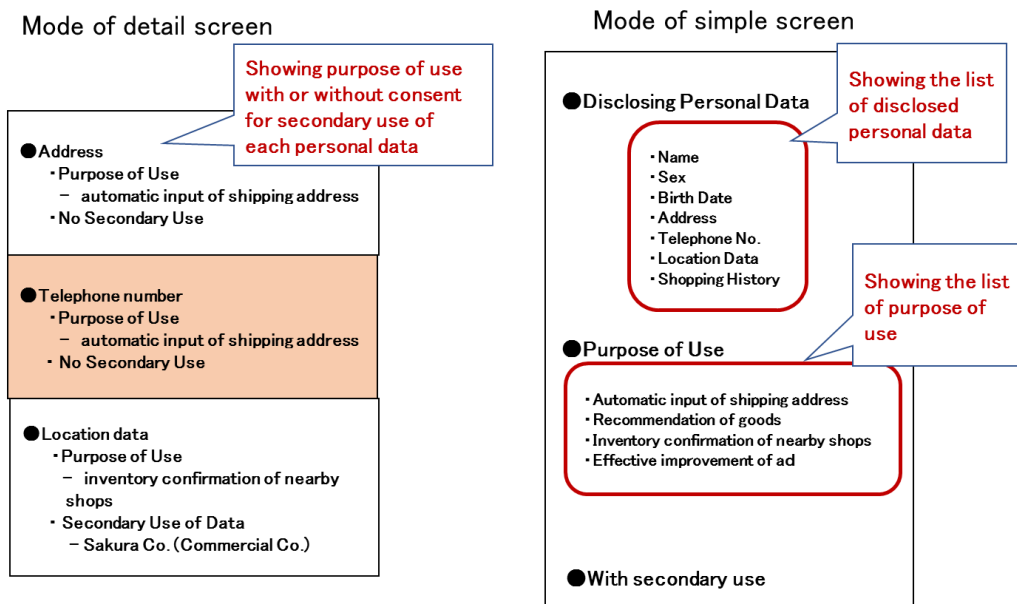 Mode of detail screen
Showing purpose of use
with or without consent
for secondary use of
each personal data
●Address
・Purpose of Use
－ automatic input of shipping address
・No Secondary Use
●Telephone number
・Purpose of Use
－ automatic input of shipping address
・ No Secondary Use
●Location data
・Purpose of Use
－ inventory confirmation of nearby
shops
・ Secondary Use of Data
－ Sakura Co. (Commercial Co.)
Mode of simple screen
Showing the list
of disclosed
personal data
●Disclosing Personal Data
・Name
・Sex
・Birth Date
・Address
・Telephone No.
・Location Data
・Shopping History
Showing the list
of purpose of
use
●Purpose of Use
・Automatic input of shipping address
・Recommendation of goods
・Inventory confirmation of nearby shops
・Effective improvement of ad
●With secondary use